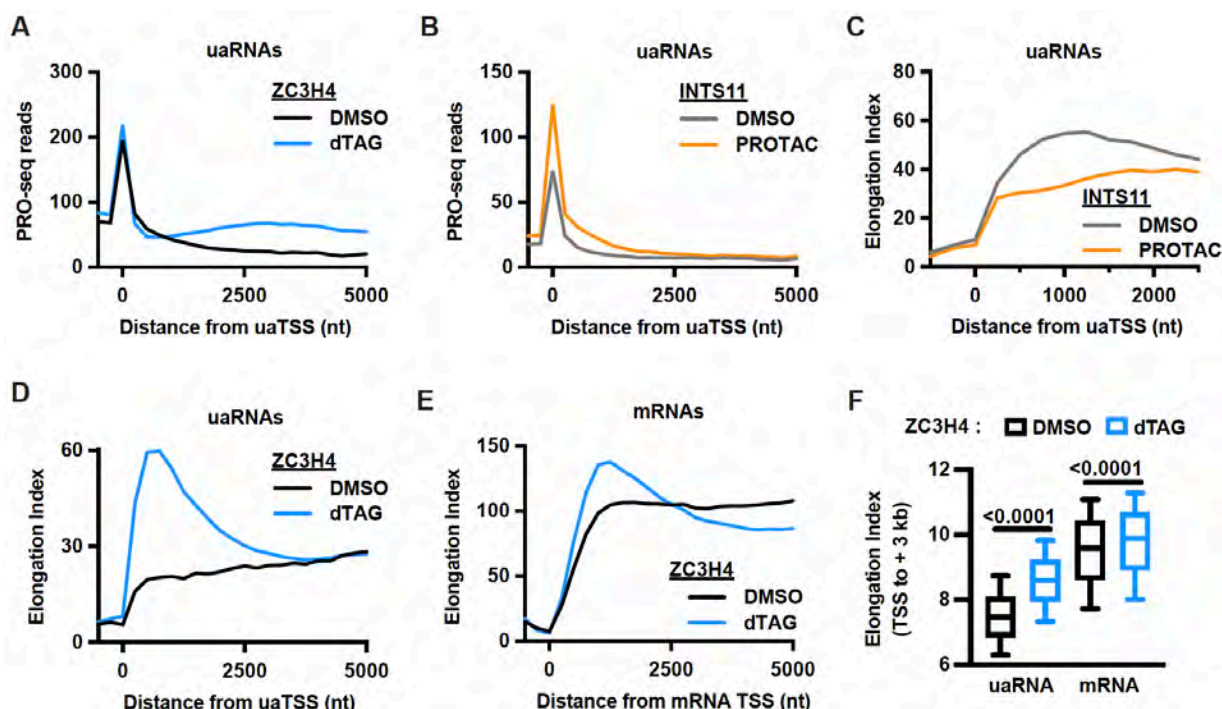 A
uaRNAs
300
200
100
0
PRO-seq reads
ZC3H4
DMSO
dTAG
0 2500 5000
Distance from uaTSS (nt)
B
uaRNAs
150
100
50
0
PRO-seq reads
INTS11
DMSO
PROTAC
0 2500 5000
Distance from uaTSS (nt)
C
uaRNAs
80
60
40
20
0
Elongation Index
INTS11
DMSO
PROTAC
0 1000 2000
Distance from uaTSS (nt)
D
uaRNAs
60
30
0
Elongation Index
ZC3H4
DMSO
dTAG
0 2500 5000
Distance from uaTSS (nt)
E
mRNAs
150
100
50
0
Elongation Index
ZC3H4
DMSO
dTAG
0 2500 5000
Distance from mRNA TSS (nt)
F
ZC3H4 : DMSO dTAG
12
10
8
6
Elongation Index
(TSS to + 3 kb)
<0.0001
<0.0001
uaRNA mRNA